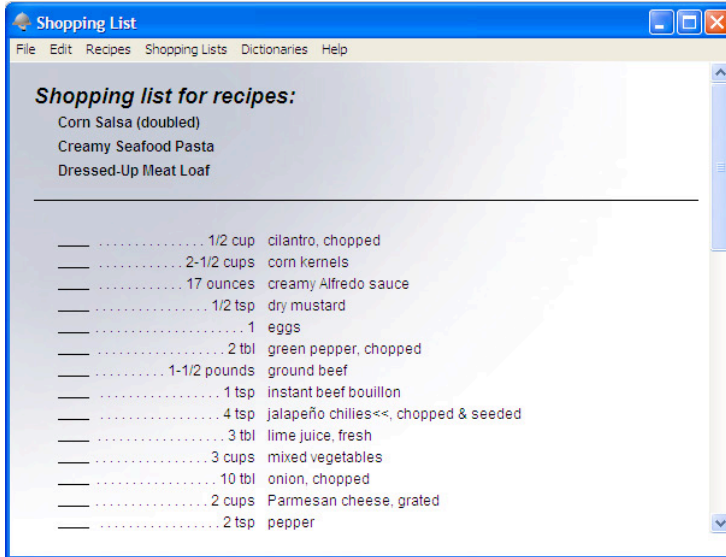 Shopping List
File Edit Recipes Shopping Lists Dictionaries Help
Shopping list for recipes:
Corn Salsa (doubled)
Creamy Seafood Pasta
Dressed-Up Meat Loaf
____ . . . . . . . . . . . . . . . 1/2 cup cilantro, chopped
____ . . . . . . . . . . . . 2-1/2 cups corn kernels
____ . . . . . . . . . . . . 17 ounces creamy Alfredo sauce
____ . . . . . . . . . . . . . . . . 1/2 tsp dry mustard
____ . . . . . . . . . . . . . . . . . . . . . 1 eggs
____ . . . . . . . . . . . . . . . . . . 2 tbl green pepper, chopped
____ . . . . . . . . . . 1-1/2 pounds ground beef
____ . . . . . . . . . . . . . . . . . . 1 tsp instant beef bouillon
____ . . . . . . . . . . . . . . . . . . 4 tsp jalapeño chilies<<, chopped & seeded
____ . . . . . . . . . . . . . . . . . . . 3 tbl lime juice, fresh
____ . . . . . . . . . . . . . . . . 3 cups mixed vegetables
____ . . . . . . . . . . . . . . . . . 10 tbl onion, chopped
____ . . . . . . . . . . . . . . . . 2 cups Parmesan cheese, grated
____ . . . . . . . . . . . . . . . . . 2 tsp pepper